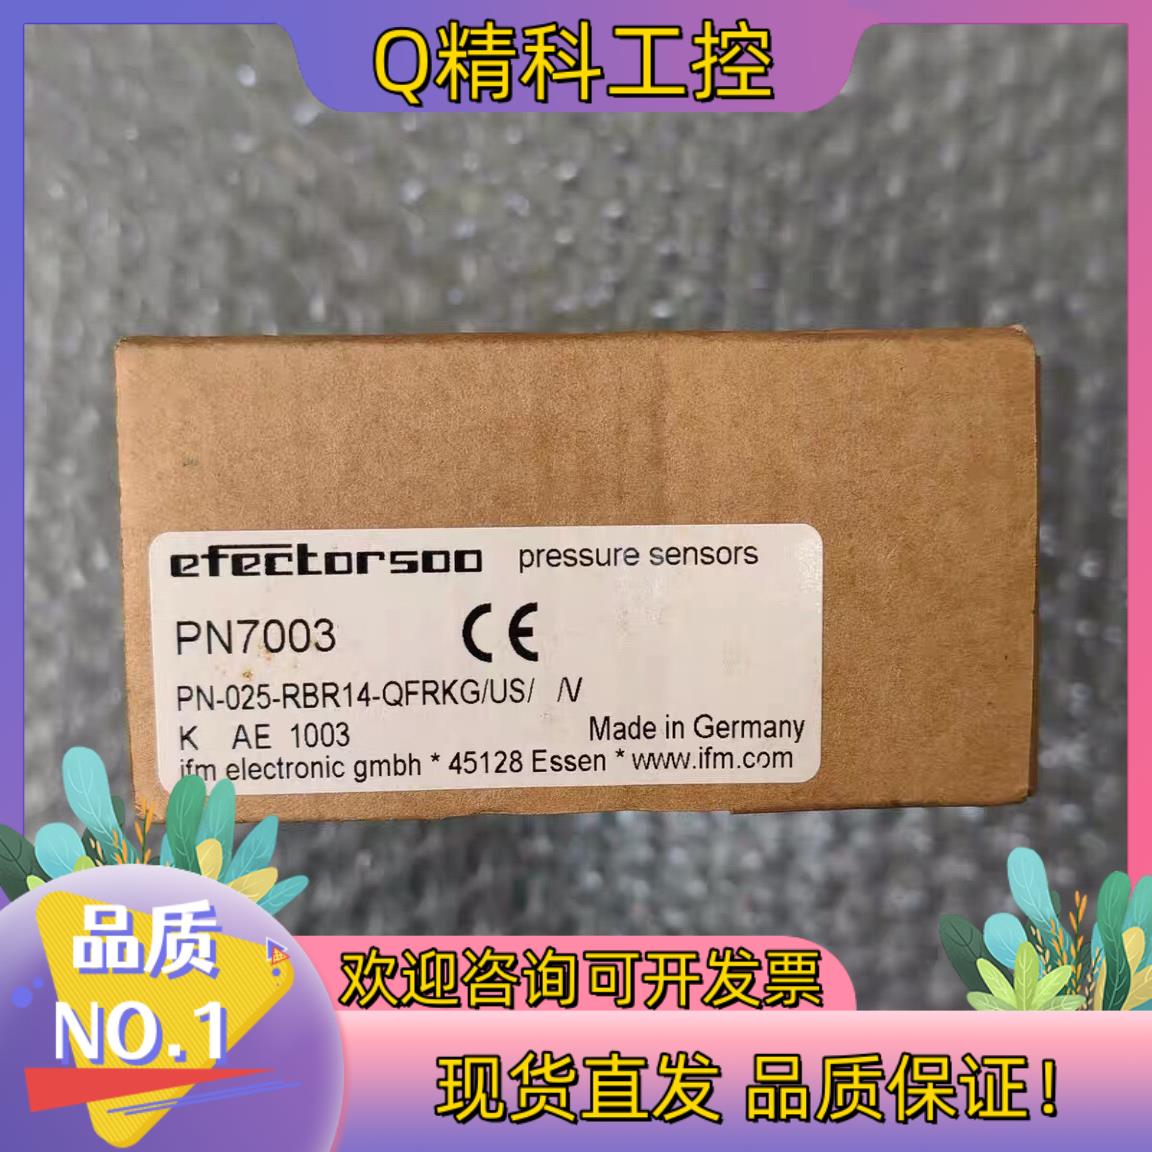 Q精科工控
efector500 pressure sensors
PN7003 CE
PN-025-RBR14-QFRKG/US/ /V
K AE 1003 Made in Germany
ifm electronic gmbh * 45128 Essen * www.ifm.com
品质
NO.1
欢迎咨询可开发票
现货直发 品质保证!